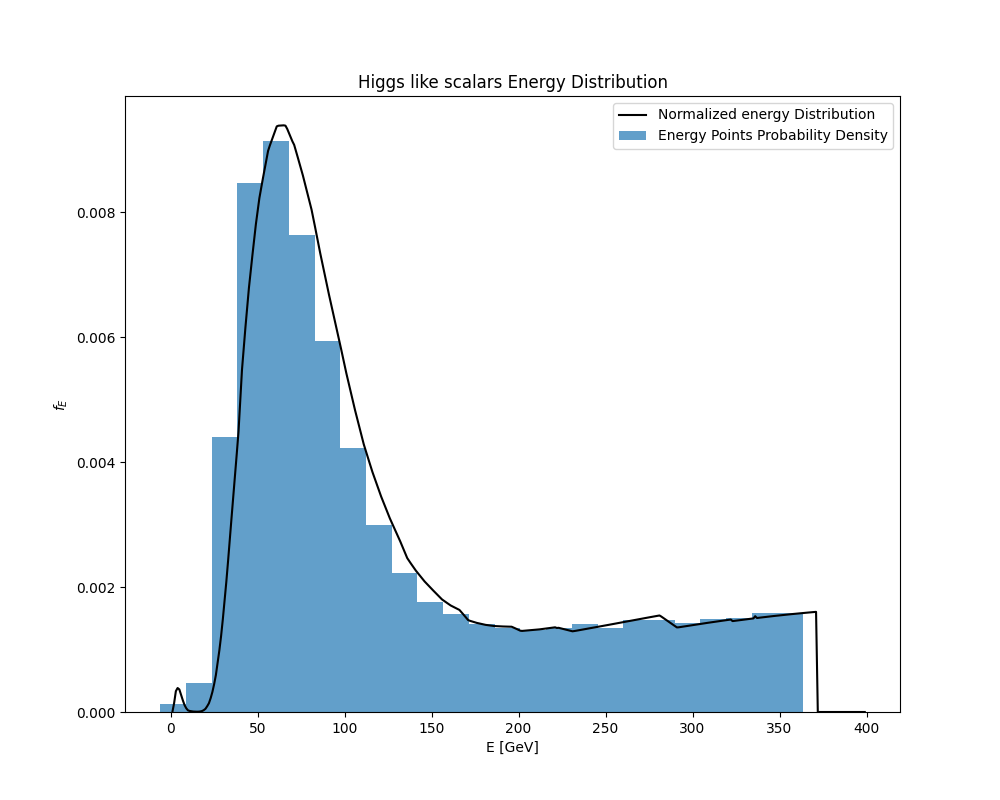 Higgs like scalars Energy Distribution
Normalized energy Distribution
Energy Points Probability Density
0.008
0.006
0.004
0.002
0.000
f_E
0 50 100 150 200 250 300 350 400
E [GeV]